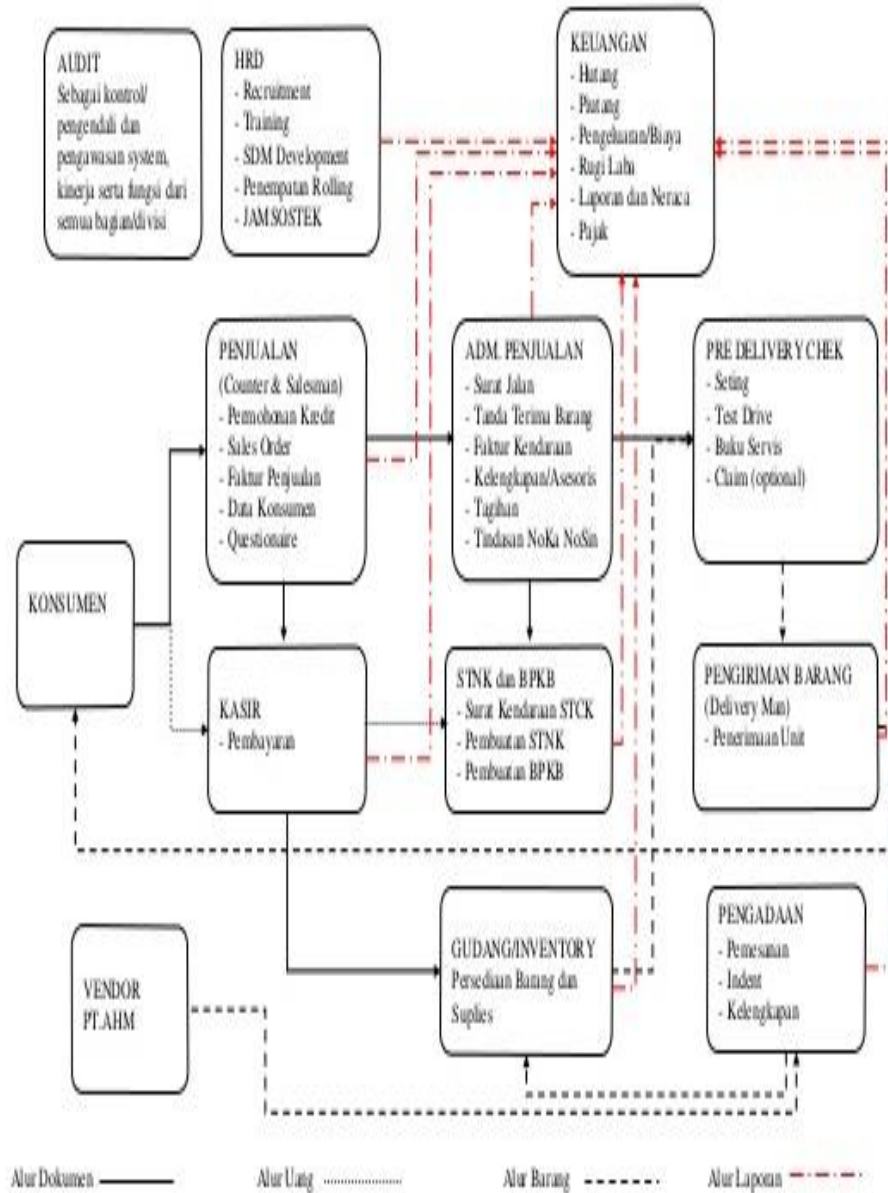 AUDIT
Sebagai kontrol/
pengendali dan
pengawasan system,
kinerja serta fungsi dari
semua bagian/divisi
HRD
- Recruitment
- Training
- SDM Development
- Penempatan Rolling
- JAMSOSTEK
KEUANGAN
- Hutang
- Piutang
- Pengeluaran/Biaya
- Rugi Laba
- Laporan dan Neraca
- Pajak
PENJUALAN
(Counter & Salesman)
- Permohonan Kredit
- Sales Order
- Faktur Penjualan
- Data Konsumen
- Questionaire
ADM. PENJUALAN
- Surat Jalan
- Tanda Terima Barang
- Faktur Kendaraan
- Kelengkapan/Asesoris
- Tagihan
- Tindasan NoKa NoSin
PRE DELIVERY CHEK
- Seting
- Test Drive
- Buku Servis
- Claim (optional)
KONSUMEN
KASIR
- Pembayaran
STNK dan BPKB
- Surat Kendaraan STCK
- Pembuatan STNK
- Pembuatan BPKB
PENGIRIMAN BARANG
(Delivery Man)
- Penerimaan Unit
VENDOR
PT.AHM
GUDANG/INVENTORY
Persediaan Barang dan
Suplies
PENGADAAN
- Pemesanan
- Indent
- Kelengkapan
Alur Dokumen
Alur Uang
Alur Barang
Alur Laporan